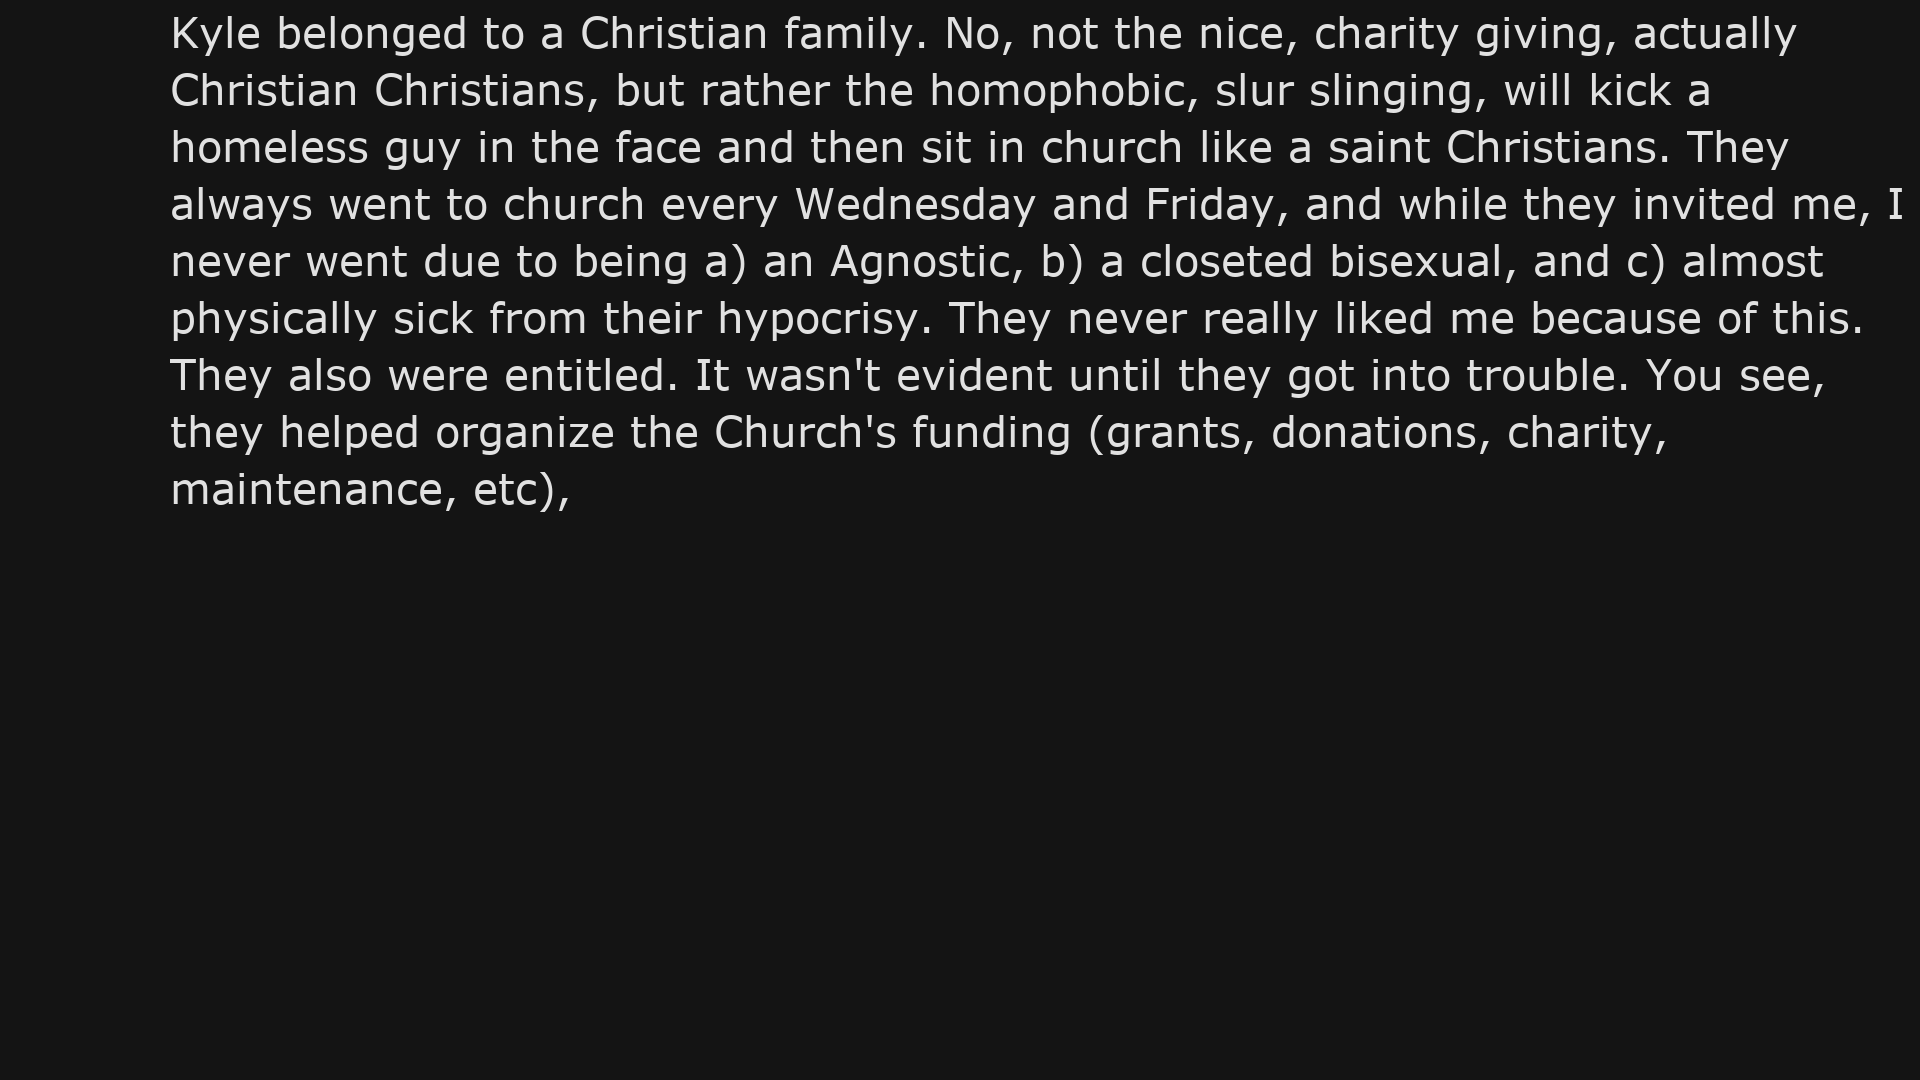 Kyle belonged to a Christian family. No, not the nice, charity giving, actually
Christian Christians, but rather the homophobic, slur slinging, will kick a
homeless guy in the face and then sit in church like a saint Christians. They
always went to church every Wednesday and Friday, and while they invited me, I
never went due to being a) an Agnostic, b) a closeted bisexual, and c) almost
physically sick from their hypocrisy. They never really liked me because of this.
They also were entitled. It wasn't evident until they got into trouble. You see,
they helped organize the Church's funding (grants, donations, charity,
maintenance, etc),